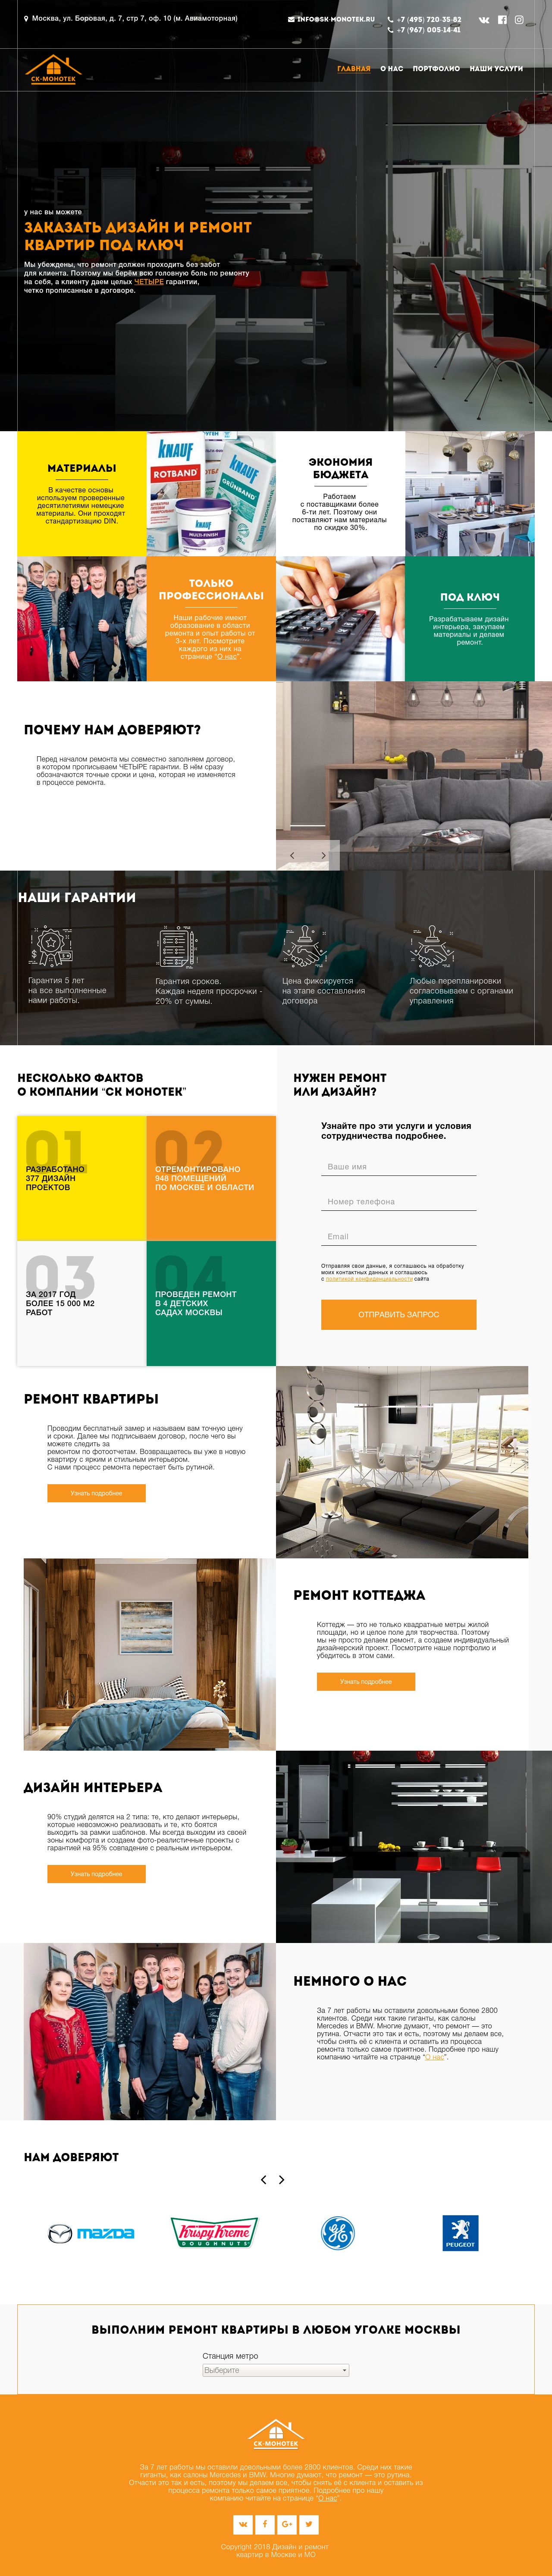 Москва, ул. Боровая, д. 7, стр 7, оф. 10 (м. Авиамоторная)
INFO@SK-MONOTEK.RU
+7 (495) 720-35-82
+7 (967) 005-14-41
СК-МОНОТЕК
ГЛАВНАЯ О НАС ПОРТФОЛИО НАШИ УСЛУГИ
у нас вы можете
ЗАКАЗАТЬ ДИЗАЙН И РЕМОНТ
КВАРТИР ПОД КЛЮЧ
Мы убеждены, что ремонт должен проходить без забот
для клиента. Поэтому мы берём всю головную боль по ремонту
на себя, а клиенту даем целых ЧЕТЫРЕ гарантии,
четко прописанные в договоре.
МАТЕРИАЛЫ
В качестве основы
используем проверенные
десятилетиями немецкие
материалы. Они проходят
стандартизацию DIN.
KNAUF
ROTBAND
KNAUF
GRÜNBAND
KNAUF
MULTI-FINISH
ЭКОНОМИЯ
БЮДЖЕТА
Работаем
с поставщиками более
6-ти лет. Поэтому они
поставляют нам материалы
по скидке 30%.
ТОЛЬКО
ПРОФЕССИОНАЛЫ
Наши рабочие имеют
образование в области
ремонта и опыт работы от
3-х лет. Посмотрите
каждого из них на
странице "О нас".
ПОД КЛЮЧ
Разрабатываем дизайн
интерьера, закупаем
материалы и делаем
ремонт.
ПОЧЕМУ НАМ ДОВЕРЯЮТ?
Перед началом ремонта мы совместно заполняем договор,
в котором прописываем ЧЕТЫРЕ гарантии. В нём сразу
обозначаются точные сроки и цена, которая не изменяется
в процессе ремонта.
НАШИ ГАРАНТИИ
Гарантия 5 лет
на все выполненные
нами работы.
Гарантия сроков.
Каждая неделя просрочки -
20% от суммы.
Цена фиксируется
на этапе составления
договора
Любые перепланировки
согласовываем с органами
управления
НЕСКОЛЬКО ФАКТОВ
О КОМПАНИИ “СК МОНОТЕК”
01
РАЗРАБОТАНО
377 ДИЗАЙН
ПРОЕКТОВ
02
ОТРЕМОНТИРОВАНО
948 ПОМЕЩЕНИЙ
ПО МОСКВЕ И ОБЛАСТИ
03
ЗА 2017 ГОД
БОЛЕЕ 15 000 М2
РАБОТ
04
ПРОВЕДЕН РЕМОНТ
В 4 ДЕТСКИХ
САДАХ МОСКВЫ
НУЖЕН РЕМОНТ
ИЛИ ДИЗАЙН?
Узнайте про эти услуги и условия
сотрудничества подробнее.
Ваше имя
Номер телефона
Email
Отправляя свои данные, я соглашаюсь на обработку
моих контактных данных и соглашаюсь
с политикой конфиденциальности сайта
ОТПРАВИТЬ ЗАПРОС
РЕМОНТ КВАРТИРЫ
Проводим бесплатный замер и называем вам точную цену
и сроки. Далее мы подписываем договор, после чего вы
можете следить за
ремонтом по фотоотчетам. Возвращаетесь вы уже в новую
квартиру с ярким и стильным интерьером.
С нами процесс ремонта перестает быть рутиной.
Узнать подробнее
РЕМОНТ КОТТЕДЖА
Коттедж — это не только квадратные метры жилой
площади, но и целое поле для творчества. Поэтому
мы не просто делаем ремонт, а создаем индивидуальный
дизайнерский проект. Посмотрите наше портфолио и
убедитесь в этом сами.
Узнать подробнее
ДИЗАЙН ИНТЕРЬЕРА
90% студий делятся на 2 типа: те, кто делают интерьеры,
которые невозможно реализовать и те, кто боятся
выходить за рамки шаблонов. Мы всегда выходим из своей
зоны комфорта и создаем фото-реалистичные проекты с
гарантией на 95% совпадение с реальным интерьером.
Узнать подробнее
НЕМНОГО О НАС
За 7 лет работы мы оставили довольными более 2800
клиентов. Среди них такие гиганты, как салоны
Mercedes и BMW. Многие думают, что ремонт — это
рутина. Отчасти это так и есть, поэтому мы делаем все,
чтобы снять её с клиента и оставить из процесса
ремонта только самое приятное. Подробнее про нашу
компанию читайте на странице "О нас".
НАМ ДОВЕРЯЮТ
mazda
Krispy Kreme
DOUGHNUTS
GE
PEUGEOT
ВЫПОЛНИМ РЕМОНТ КВАРТИРЫ В ЛЮБОМ УГОЛКЕ МОСКВЫ
Станция метро
Выберите
СК-МОНОТЕК
За 7 лет работы мы оставили довольными более 2800 клиентов. Среди них такие
гиганты, как салоны Mercedes и BMW. Многие думают, что ремонт — это рутина.
Отчасти это так и есть, поэтому мы делаем все, чтобы снять её с клиента и оставить из
процесса ремонта только самое приятное. Подробнее про нашу
компанию читайте на странице "О нас".
Copyright 2018 Дизайн и ремонт
квартир в Москве и МО